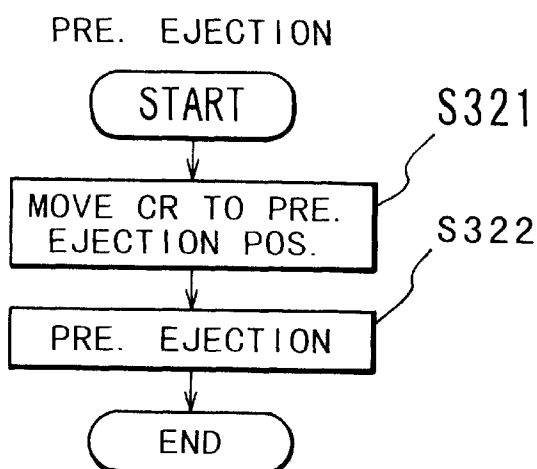 PRE. EJECTION
START
S321
MOVE CR TO PRE.
EJECTION POS.
S322
PRE. EJECTION
END